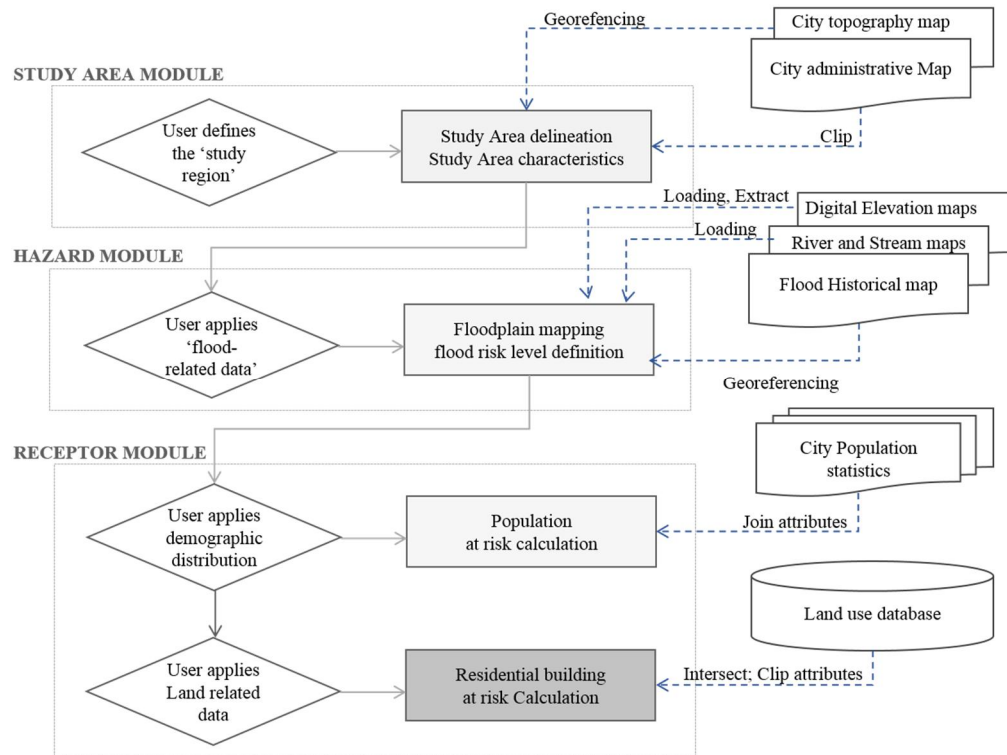 Georefencing
City topography map
City administrative Map
STUDY AREA MODULE
User defines
the ‘study
region’
Study Area delineation
Study Area characteristics
Clip
Loading, Extract
Digital Elevation maps
Loading
River and Stream maps
HAZARD MODULE
Flood Historical map
User applies
‘flood-
related data’
Floodplain mapping
flood risk level definition
Georeferencing
RECEPTOR MODULE
City Population
statistics
User applies
demographic
distribution
Population
at risk calculation
Join attributes
Land use database
User applies
Land related
data
Residential building
at risk Calculation
Intersect; Clip attributes